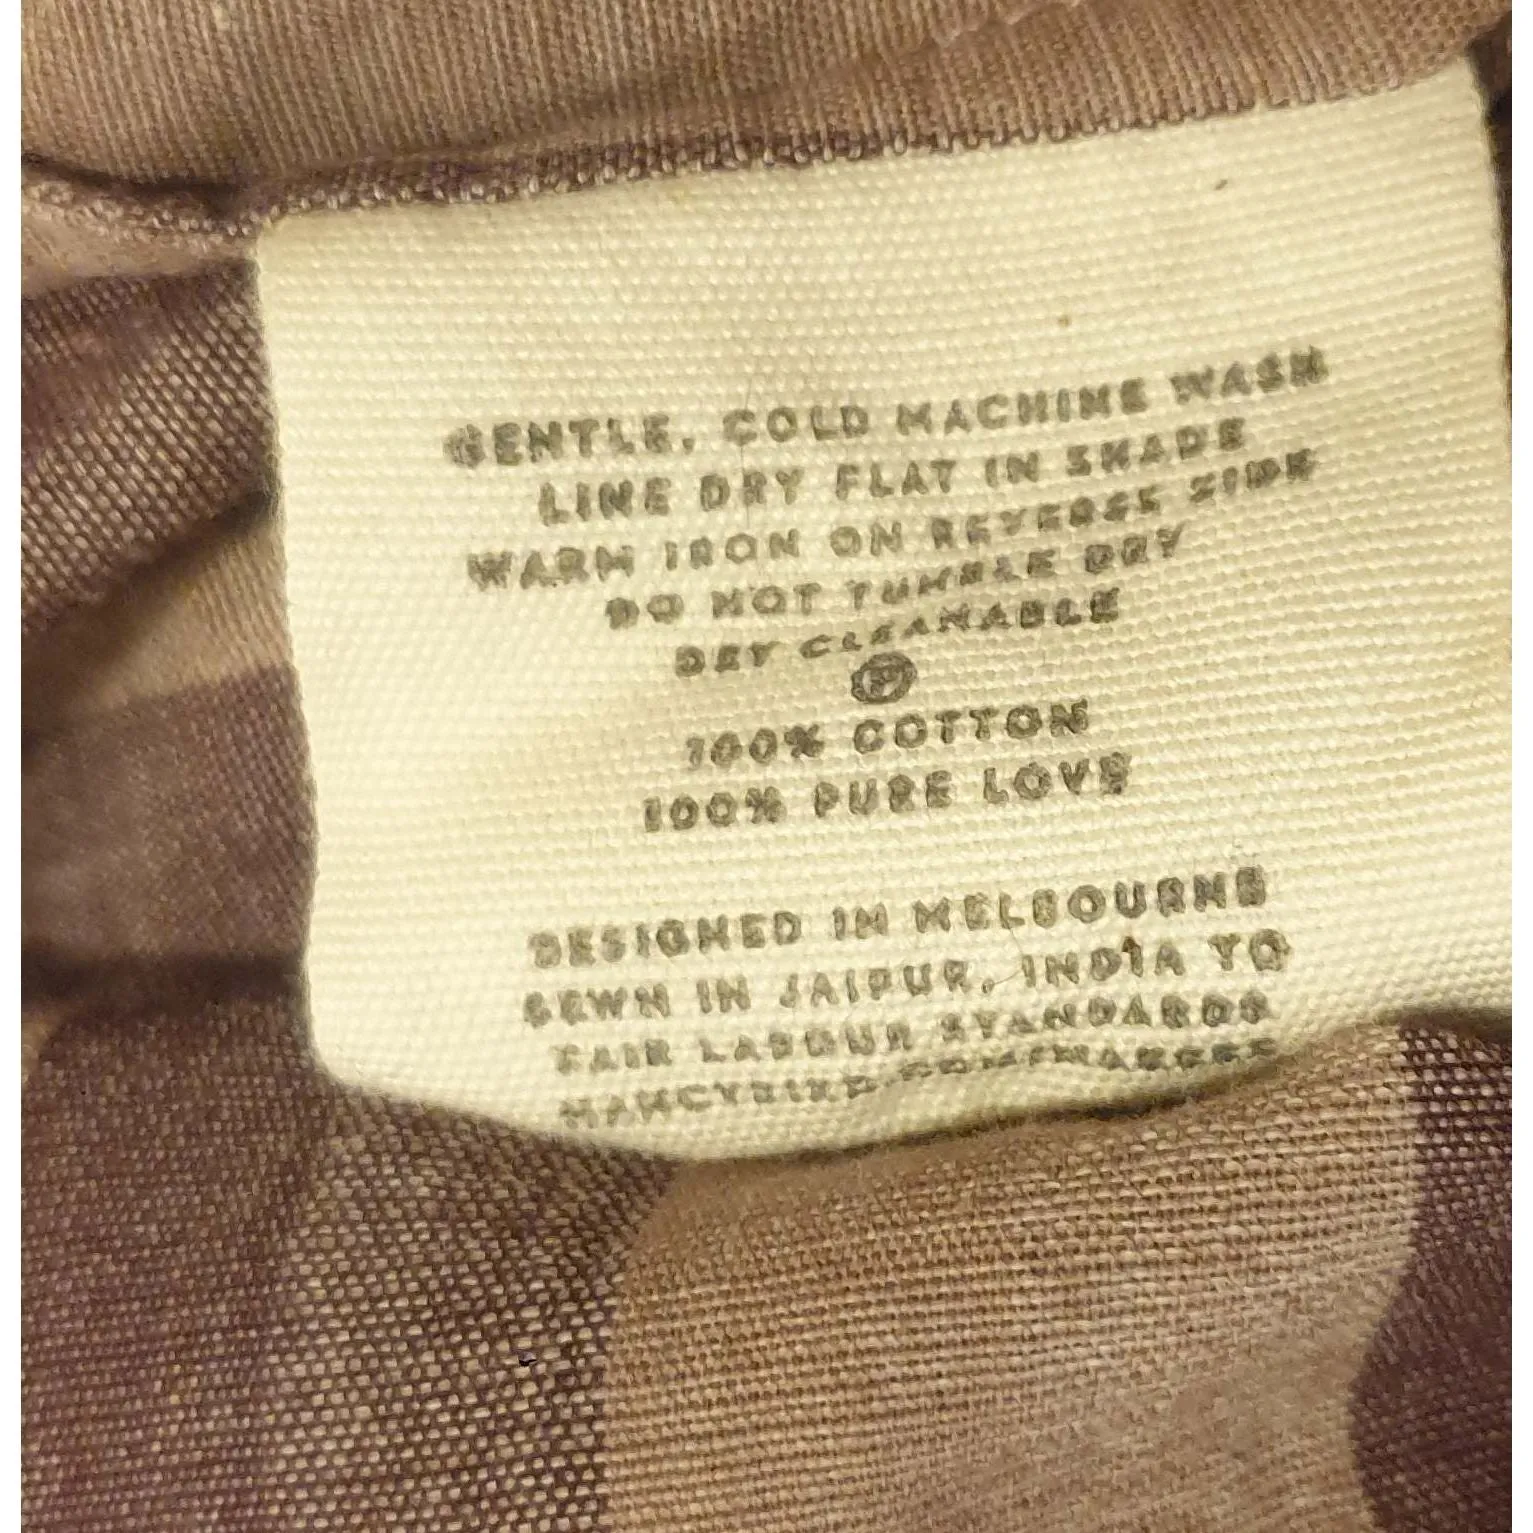 GENTLE, COLD MACHINE WASH
LINE DRY FLAT IN SHADE
WARM IRON ON REVERSE SIDE
DO NOT TUMBLE DRY
DRY CLEANABLE
P
100% COTTON
100% PURE LOVE
DESIGNED IN MELBOURNE
SEWN IN JAIPUR, INDIA TO
FAIR LABOUR STANDARDS